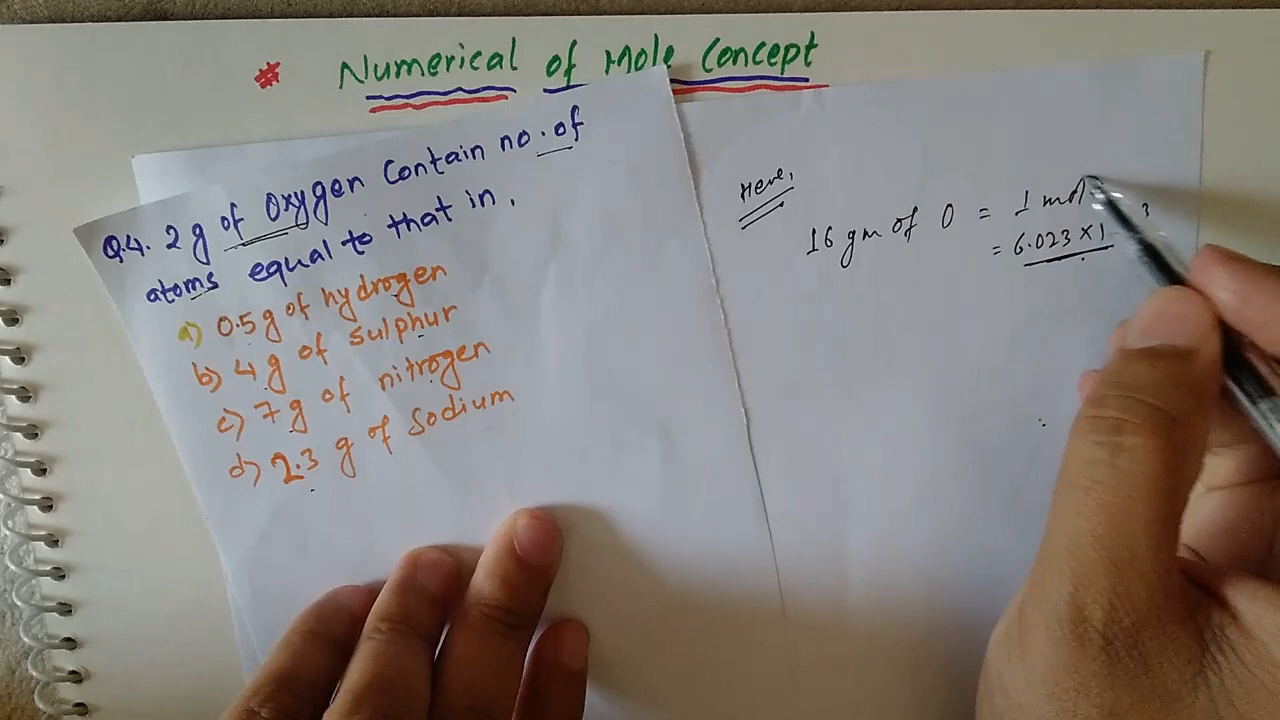 * Numerical of Mole Concept
Q4. 2 g of Oxygen Contain no. of
atoms equal to that in.
a) 0.5 g of hydrogen
b) 4 g of sulphur
c) 7 g of nitrogen
d) 2.3 g of Sodium
Here,
16 gm of O = 1 mol
= 6.023 × 1